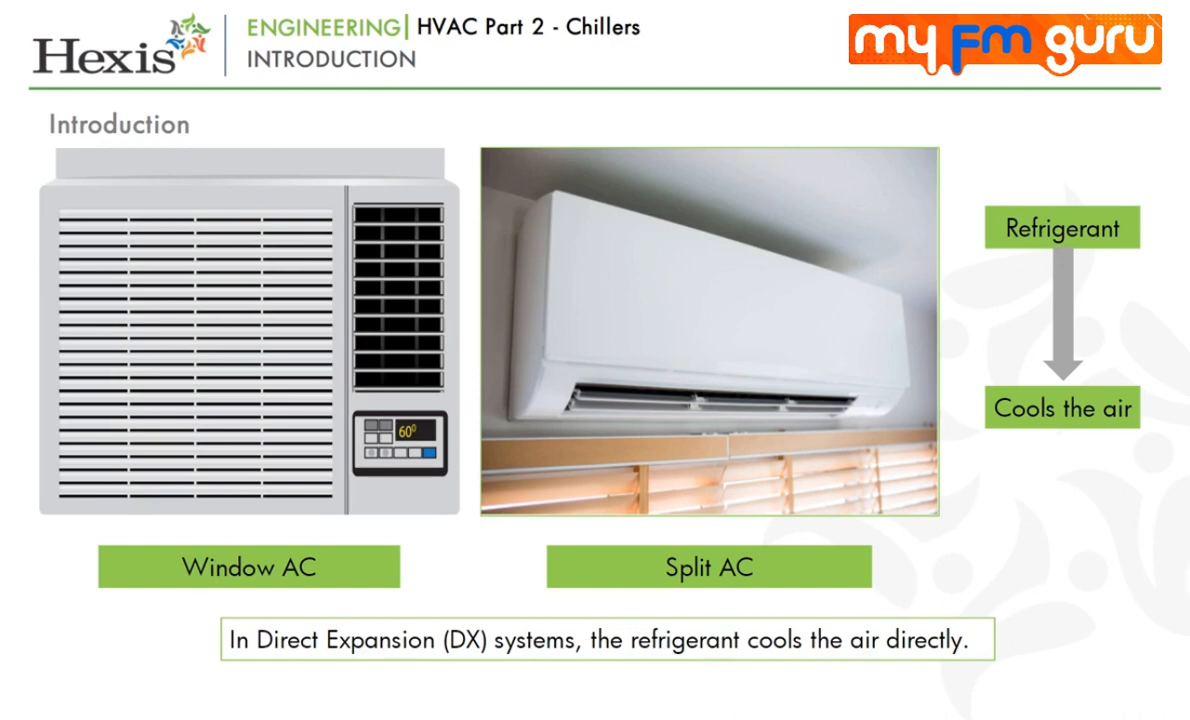 Hexis
ENGINEERING| HVAC Part 2 - Chillers
INTRODUCTION
my Fm guru
Introduction
60⁰
Refrigerant
Cools the air
Window AC
Split AC
In Direct Expansion (DX) systems, the refrigerant cools the air directly.